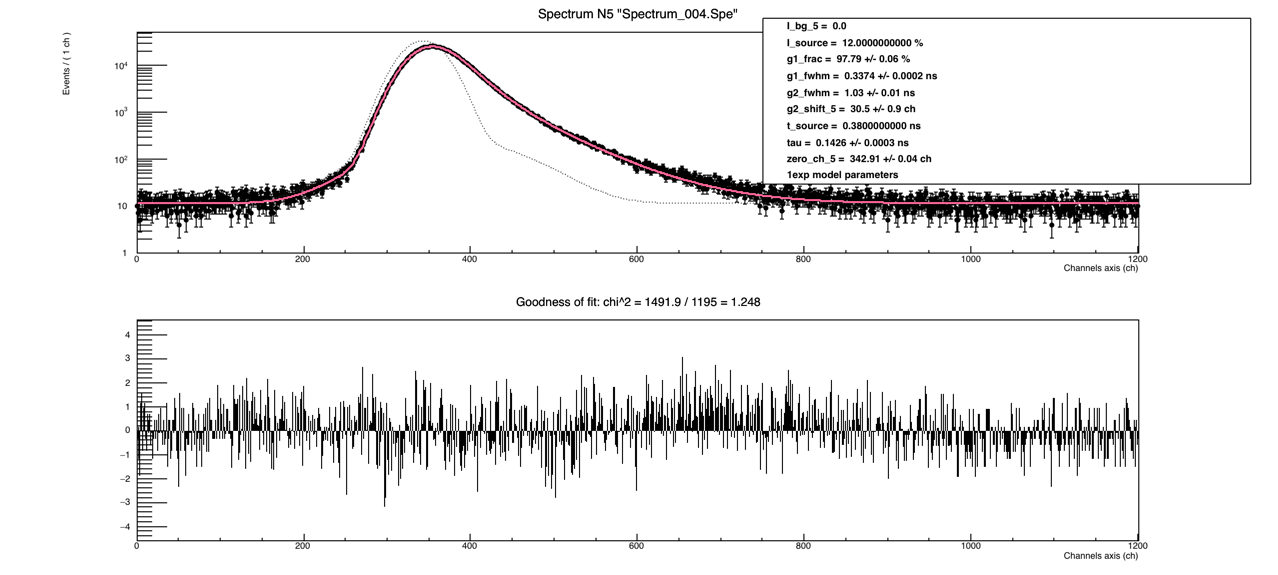 Spectrum N5 "Spectrum_004.Spe"
Events / ( 1 ch )
I_bg_5 = 0.0
I_source = 12.0000000000 %
g1_frac = 97.79 +/- 0.06 %
g1_fwhm = 0.3374 +/- 0.0002 ns
g2_fwhm = 1.03 +/- 0.01 ns
g2_shift_5 = 30.5 +/- 0.9 ch
t_source = 0.3800000000 ns
tau = 0.1426 +/- 0.0003 ns
zero_ch_5 = 342.91 +/- 0.04 ch
1exp model parameters
10⁴
10³
10²
10
1
0 200 400 600 800 1000 1200
Channels axis (ch)
Goodness of fit: chi^2 = 1491.9 / 1195 = 1.248
4
3
2
1
0
−1
−2
−3
−4
0 200 400 600 800 1000 1200
Channels axis (ch)